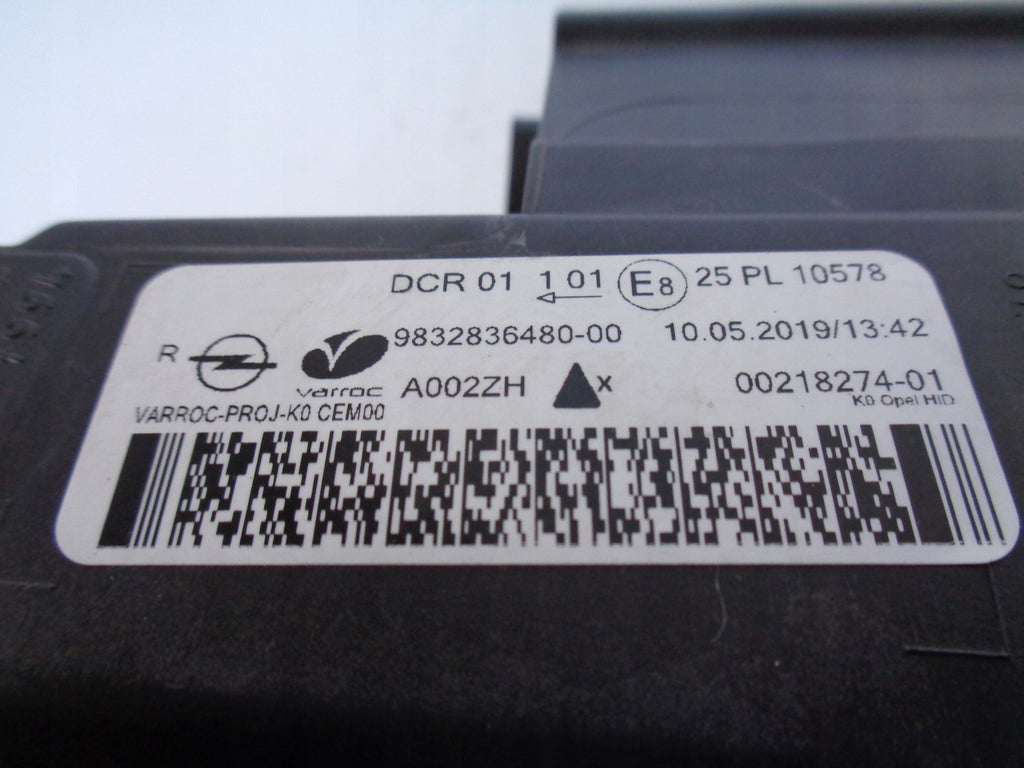 DCR 01 1 01 E8 25 PL 10578
9832836480-00 10.05.2019/13:42
R varroc A002ZH x 00218274-01
VARROC-PROJ-K0 CEM00 K0 Opel HID